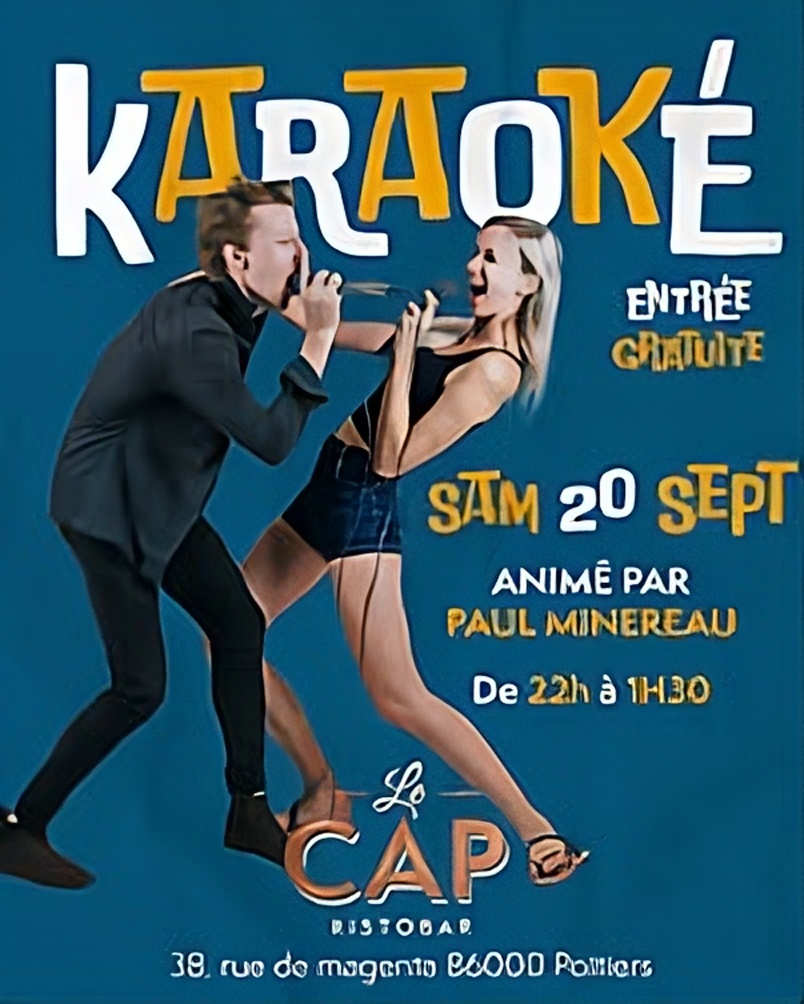 KARAOKÉ
ENTRÉE
GRATUITE
SAM 20 SEPT
ANIMÉ PAR
PAUL MINEREAU
De 22h à 1H30
Le
CAP
RISTOBAR
38, rue de magenta 86000 Poitiers